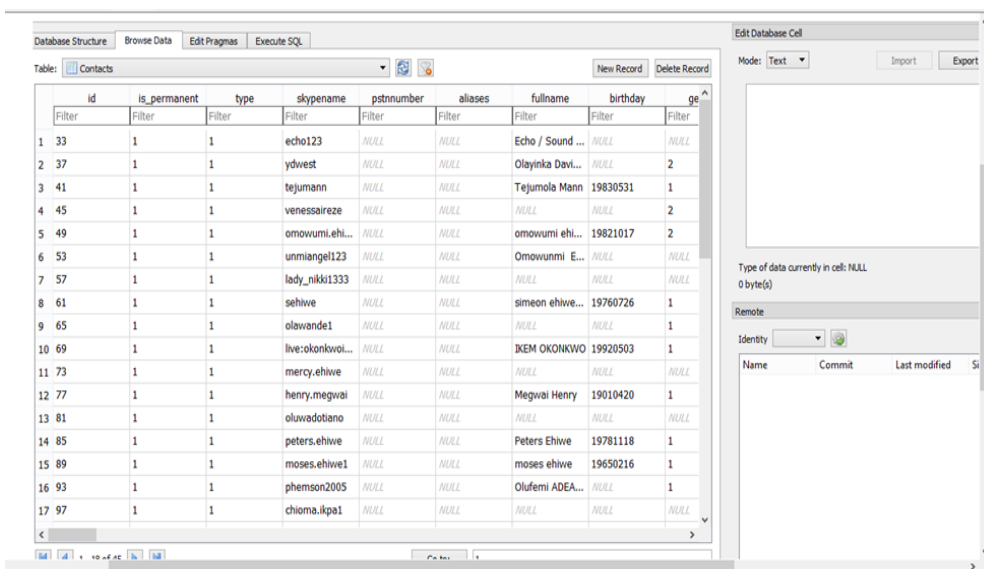 Database Structure Browse Data Edit Pragmas Execute SQL
Table: Contacts New Record Delete Record
id is_permanent type skypename pstnnumber aliases fullname birthday ge
Filter Filter Filter Filter Filter Filter Filter Filter Filter
1 33 1 1 echo123 NULL NULL Echo / Sound ... NULL NULL
2 37 1 1 ydwest NULL NULL Olayinka Davi... NULL 2
3 41 1 1 tejumann NULL NULL Tejumola Mann 19830531 1
4 45 1 1 venessaireze NULL NULL NULL NULL 2
5 49 1 1 omowumi.ehi... NULL NULL omowumi ehi... 19821017 2
6 53 1 1 unmiangel123 NULL NULL Omowunmi E... NULL NULL
7 57 1 1 lady_nikki1333 NULL NULL NULL NULL NULL
8 61 1 1 sehiwe NULL NULL simeon ehiwe... 19760726 1
9 65 1 1 olawande1 NULL NULL NULL NULL 1
10 69 1 1 live:okonkwoi... NULL NULL IKEM OKONKWO 19920503 1
11 73 1 1 mercy.ehiwe NULL NULL NULL NULL NULL
12 77 1 1 henry.megwai NULL NULL Megwai Henry 19010420 1
13 81 1 1 oluwadotiano NULL NULL NULL NULL NULL
14 85 1 1 peters.ehiwe NULL NULL Peters Ehiwe 19781118 1
15 89 1 1 moses.ehiwe1 NULL NULL moses ehiwe 19650216 1
16 93 1 1 phemson2005 NULL NULL Olufemi ADEA... NULL 1
17 97 1 1 chioma.ikpa1 NULL NULL NULL NULL NULL
1 - 18 of 45 Go to: 1
Edit Database Cell
Mode: Text Import Export
Type of data currently in cell: NULL
0 byte(s)
Remote
Identity
Name Commit Last modified Si